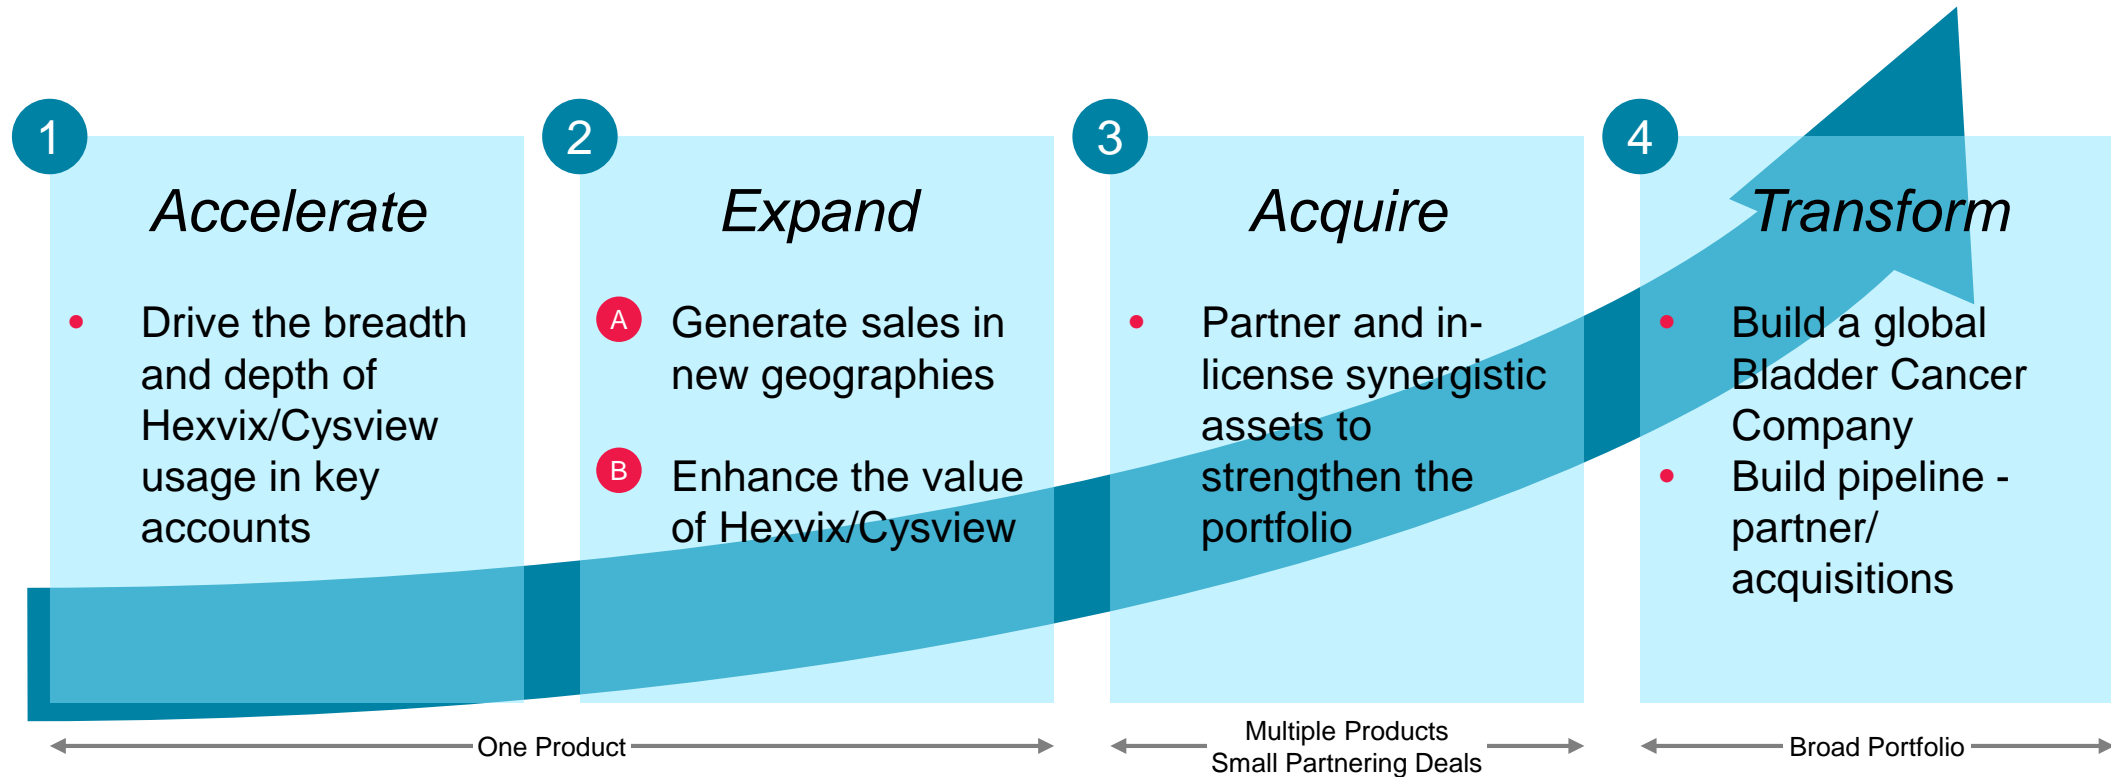 1
Accelerate
• Drive the breadth
and depth of
Hexvix/Cysview
usage in key
accounts
2
Expand
A Generate sales in
new geographies
B Enhance the value
of Hexvix/Cysview
3
Acquire
• Partner and in-
license synergistic
assets to
strengthen the
portfolio
4
Transform
• Build a global
Bladder Cancer
Company
• Build pipeline -
partner/
acquisitions
One Product
Multiple Products
Small Partnering Deals
Broad Portfolio